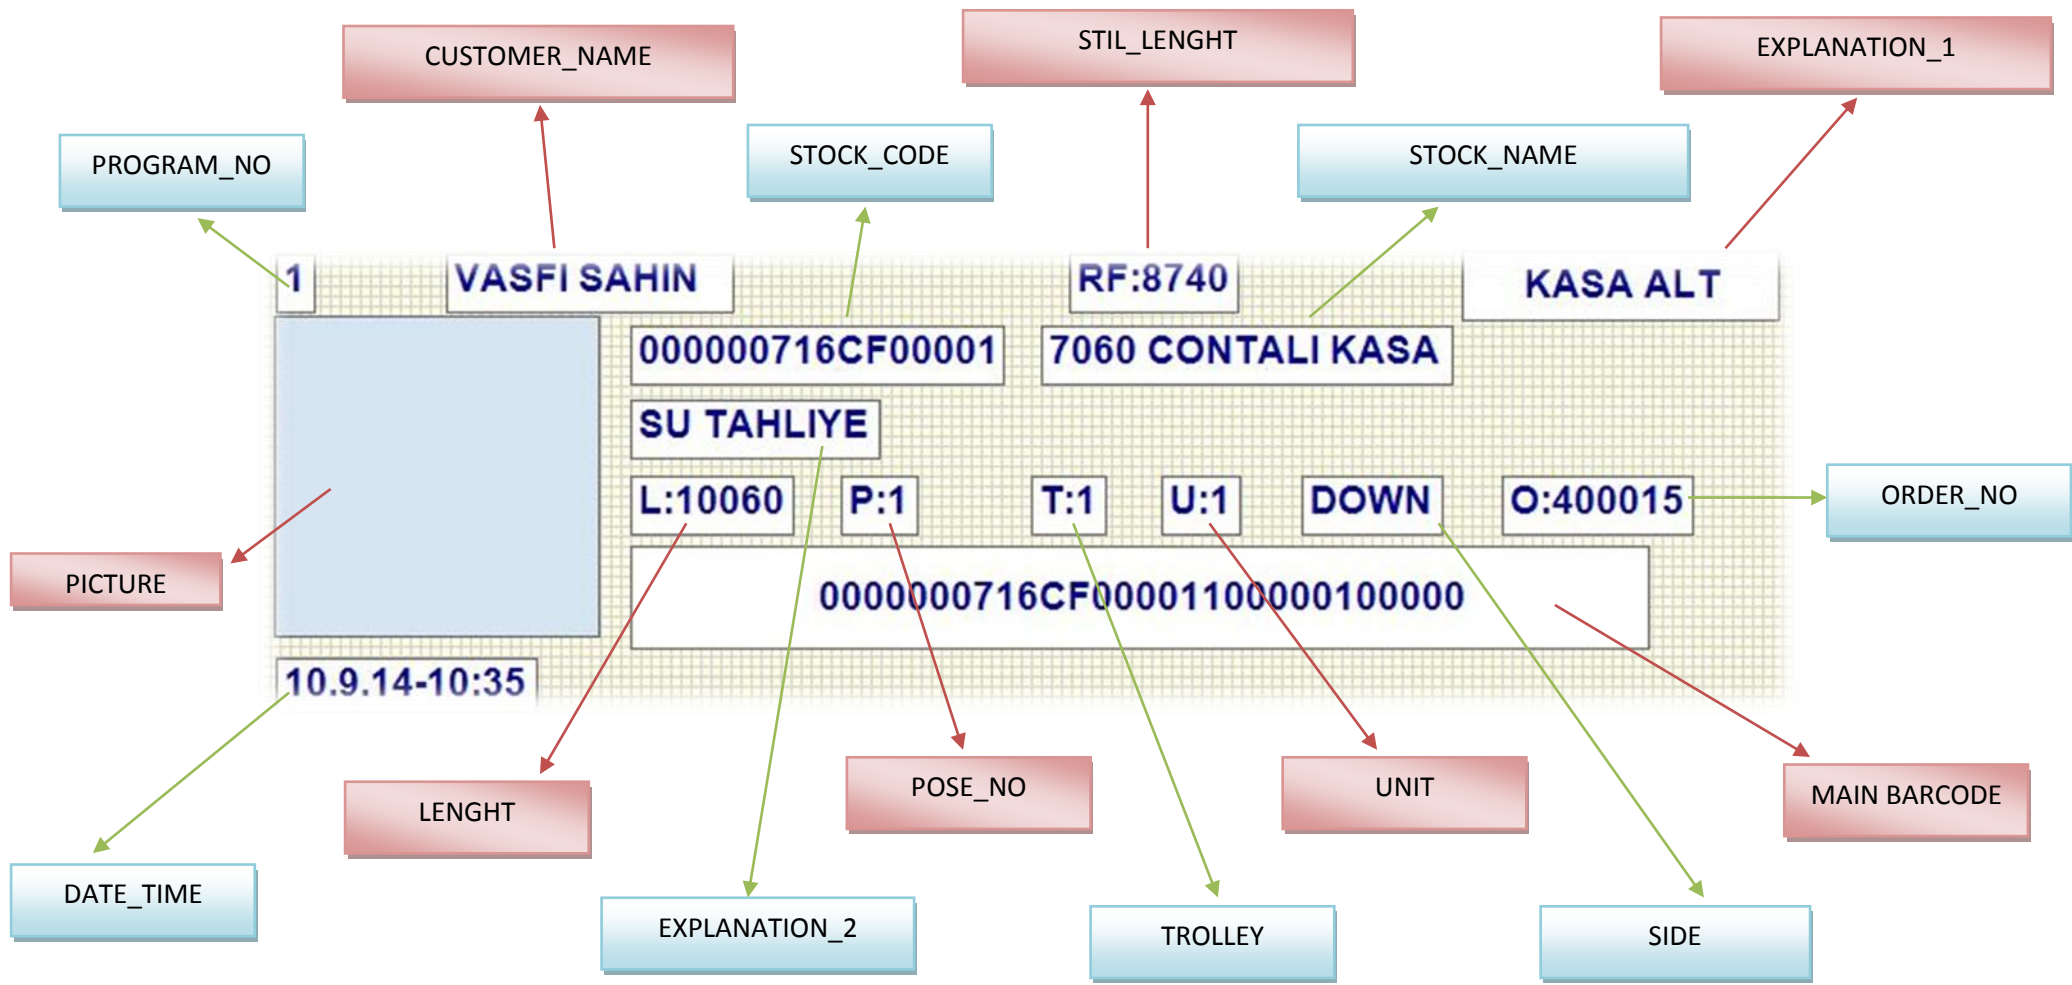 CUSTOMER_NAME
STIL_LENGHT
EXPLANATION_1
PROGRAM_NO
STOCK_CODE
STOCK_NAME
1
VASFI SAHIN
RF:8740
KASA ALT
000000716CF00001
7060 CONTALI KASA
SU TAHLIYE
L:10060
P:1
T:1
U:1
DOWN
O:400015
ORDER_NO
PICTURE
0000000716CF00001100000100000
10.9.14-10:35
LENGHT
POSE_NO
UNIT
MAIN BARCODE
DATE_TIME
EXPLANATION_2
TROLLEY
SIDE